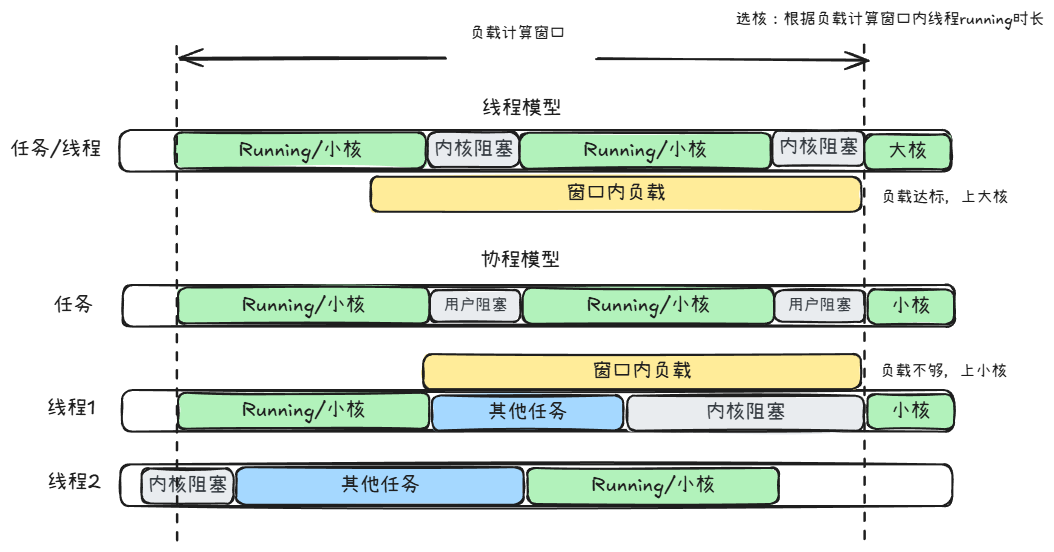 选核：根据负载计算窗口内线程running时长
负载计算窗口
线程模型
任务/线程
Running/小核
内核阻塞
Running/小核
内核阻塞
大核
窗口内负载
负载达标，上大核
协程模型
任务
Running/小核
用户阻塞
Running/小核
用户阻塞
小核
窗口内负载
负载不够，上小核
线程1
Running/小核
其他任务
内核阻塞
小核
线程2
内核阻塞
其他任务
Running/小核